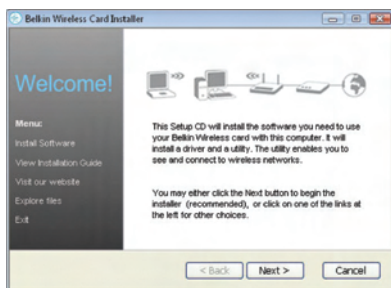 Belkin Wireless Card Installer
Welcome!
Menu:
Install Software
View Installation Guide
Visit our website
Explore files
Exit
This Setup CD will install the software you need to use
your Belkin Wireless card with this computer. It will
install a driver and a utility. The utility enables you to
see and connect to wireless networks.
You may either click the Next button to begin the
installer (recommended), or click on one of the links at
the left for other choices.
< Back
Next >
Cancel